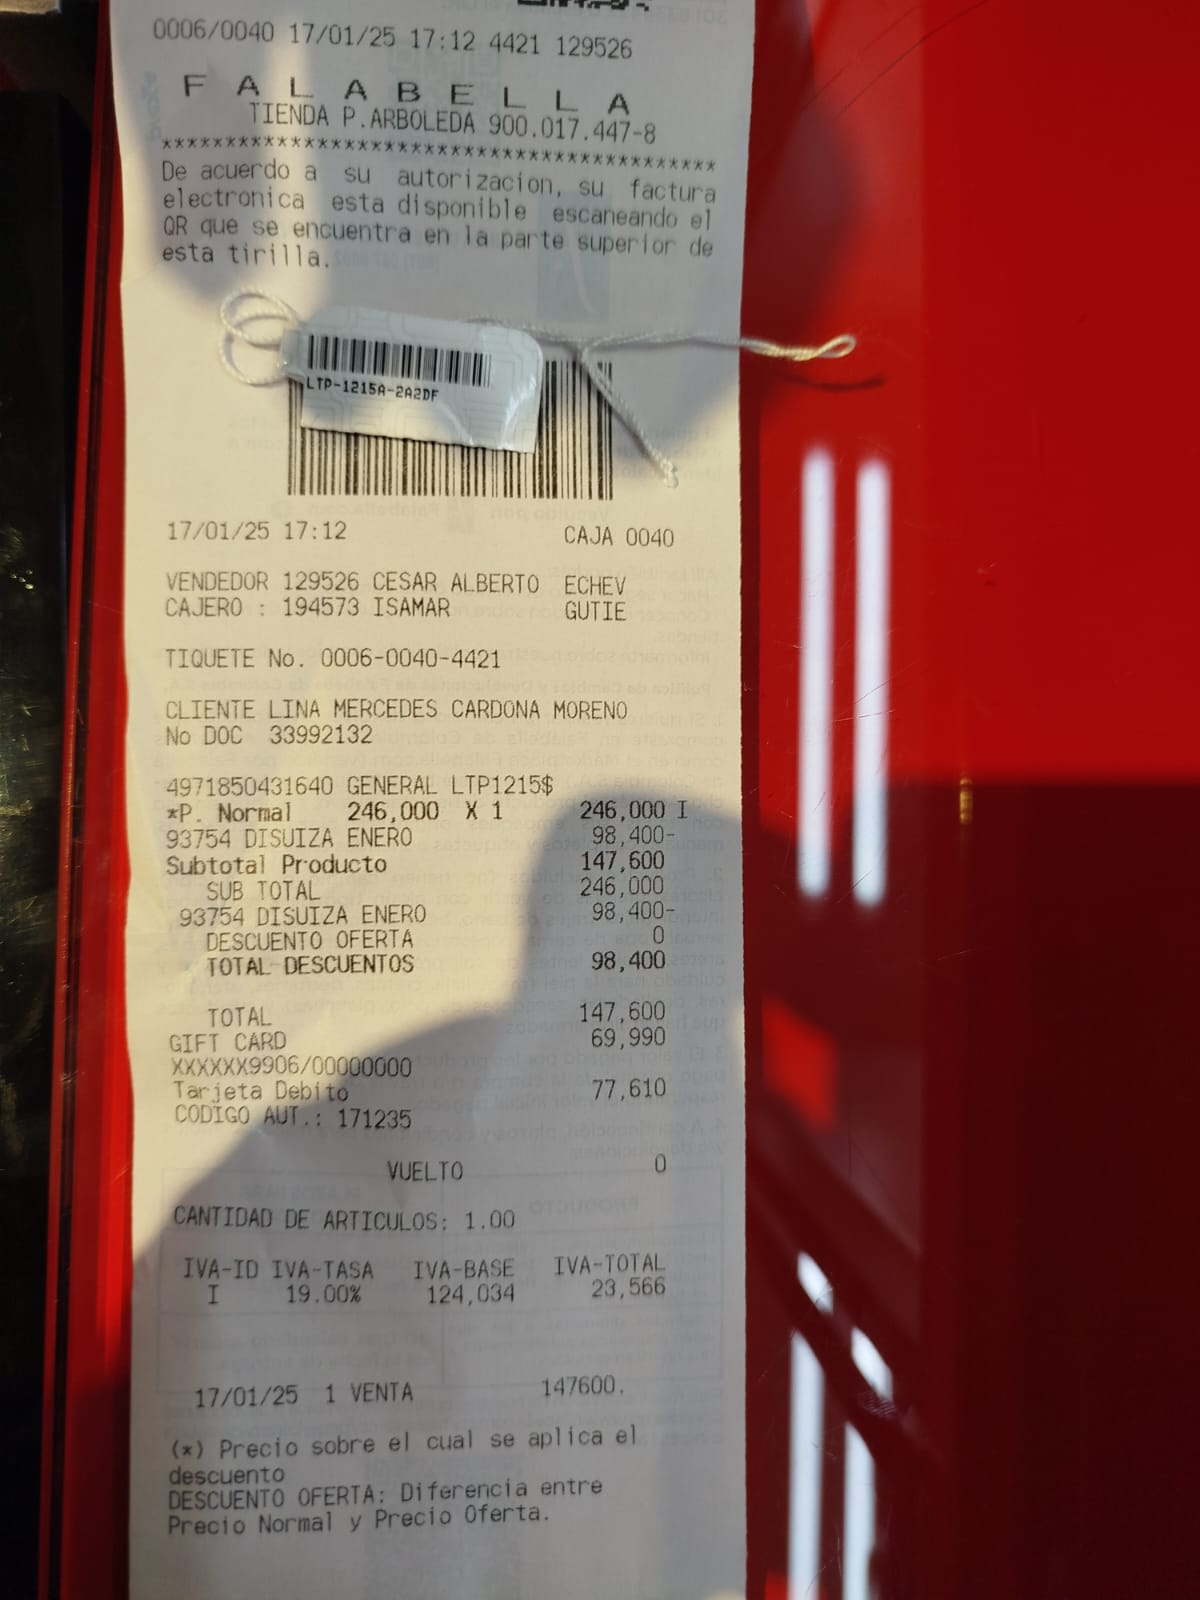 0006/0040 17/01/25 17:12 4421 129526
F A L A B E L L A
TIENDA P.ARBOLEDA 900.017.447-8
*******************************************
De acuerdo a su autorizacion, su factura
electronica esta disponible escaneando el
QR que se encuentra en la parte superior de
esta tirilla.
LTP-1215A-2A2DF
17/01/25 17:12 CAJA 0040
VENDEDOR 129526 CESAR ALBERTO ECHEV
CAJERO : 194573 ISAMAR GUTIE
TIQUETE No. 0006-0040-4421
CLIENTE LINA MERCEDES CARDONA MORENO
No DOC 33992132
4971850431640 GENERAL LTP1215$
*P. Normal 246,000 X 1 246,000 I
93754 DISUIZA ENERO 98,400-
Subtotal Producto 147,600
SUB TOTAL 246,000
93754 DISUIZA ENERO 98,400-
DESCUENTO OFERTA 0
TOTAL DESCUENTOS 98,400
TOTAL 147,600
GIFT CARD 69,990
XXXXXX9906/00000000
Tarjeta Debito 77,610
CODIGO AUT.: 171235
VUELTO 0
CANTIDAD DE ARTICULOS: 1.00
IVA-ID IVA-TASA IVA-BASE IVA-TOTAL
I 19.00% 124,034 23,566
17/01/25 1 VENTA 147600.
(*) Precio sobre el cual se aplica el
descuento
DESCUENTO OFERTA: Diferencia entre
Precio Normal y Precio Oferta.